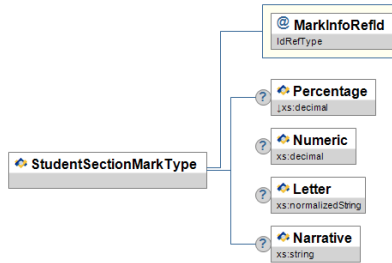 @ MarkInfoRefId
IdRefType
? Percentage
↓xs:decimal
? Numeric
xs:decimal
StudentSectionMarkType
? Letter
xs:normalizedString
? Narrative
xs:string